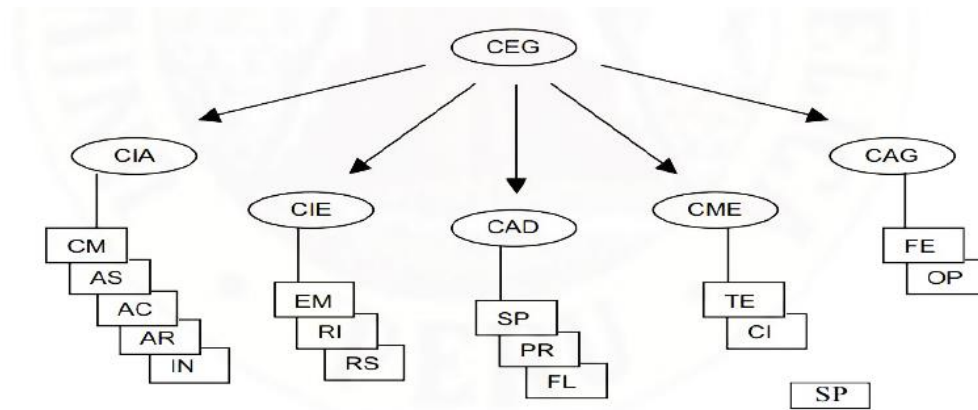 CEG
CIA
CAG
CIE
CAD
CME
CM
AS
AC
AR
IN
EM
RI
RS
SP
PR
FL
TE
CI
FE
OP
SP